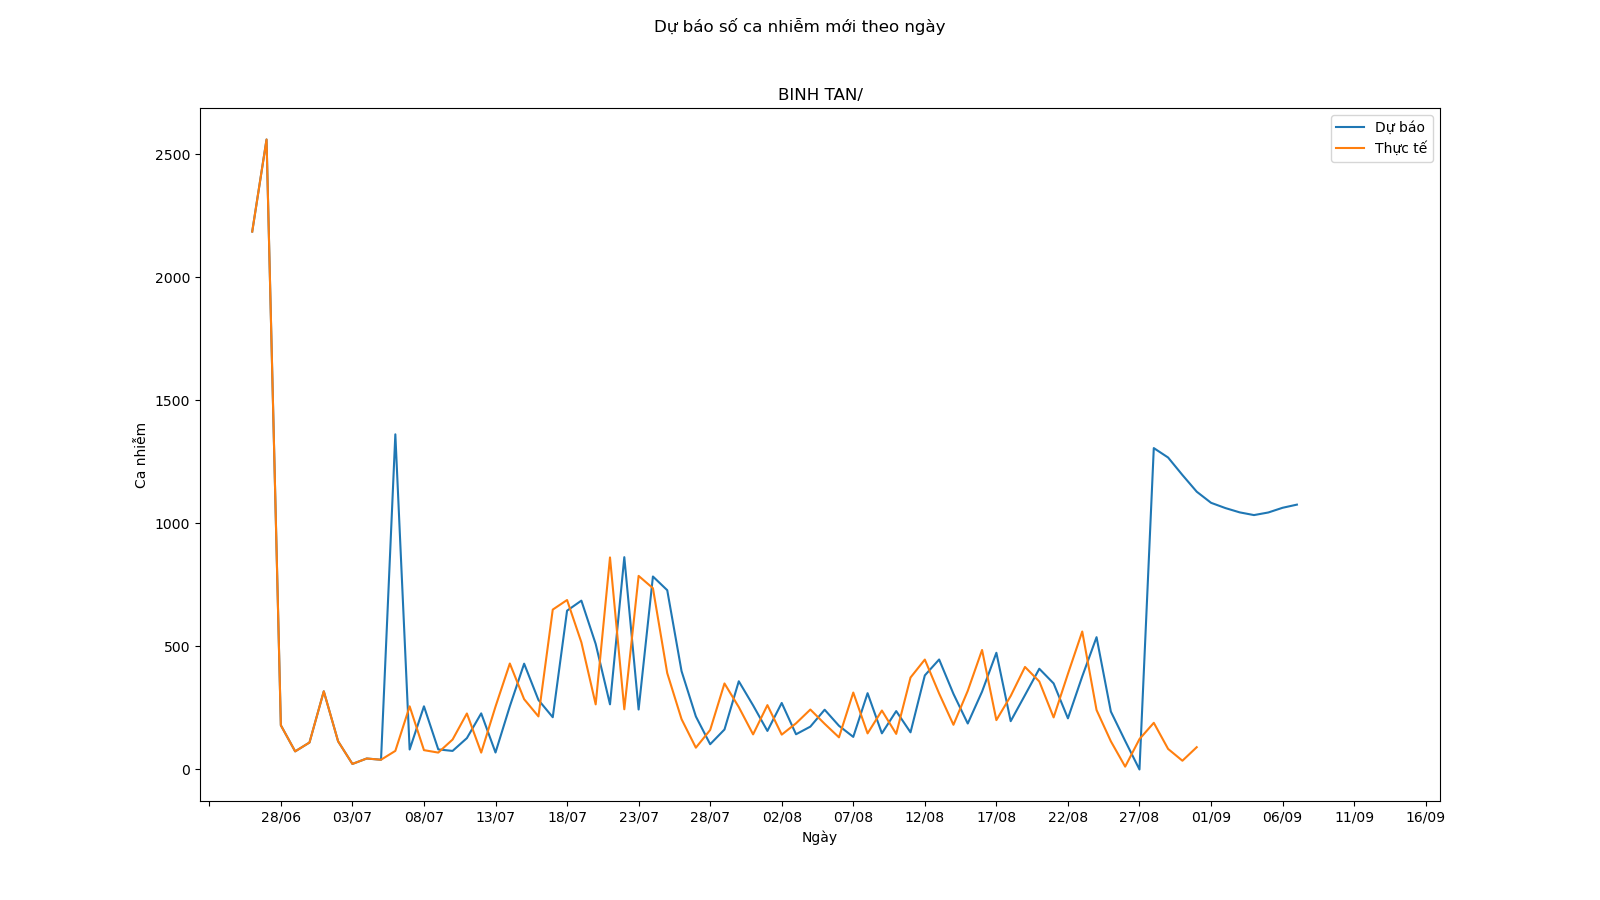 Dự báo số ca nhiễm mới theo ngày
BINH TAN/
Dự báo
Thực tế
2500
2000
1500
1000
500
0
Ca nhiễm
28/06 03/07 08/07 13/07 18/07 23/07 28/07 02/08 07/08 12/08 17/08 22/08 27/08 01/09 06/09 11/09 16/09
Ngày